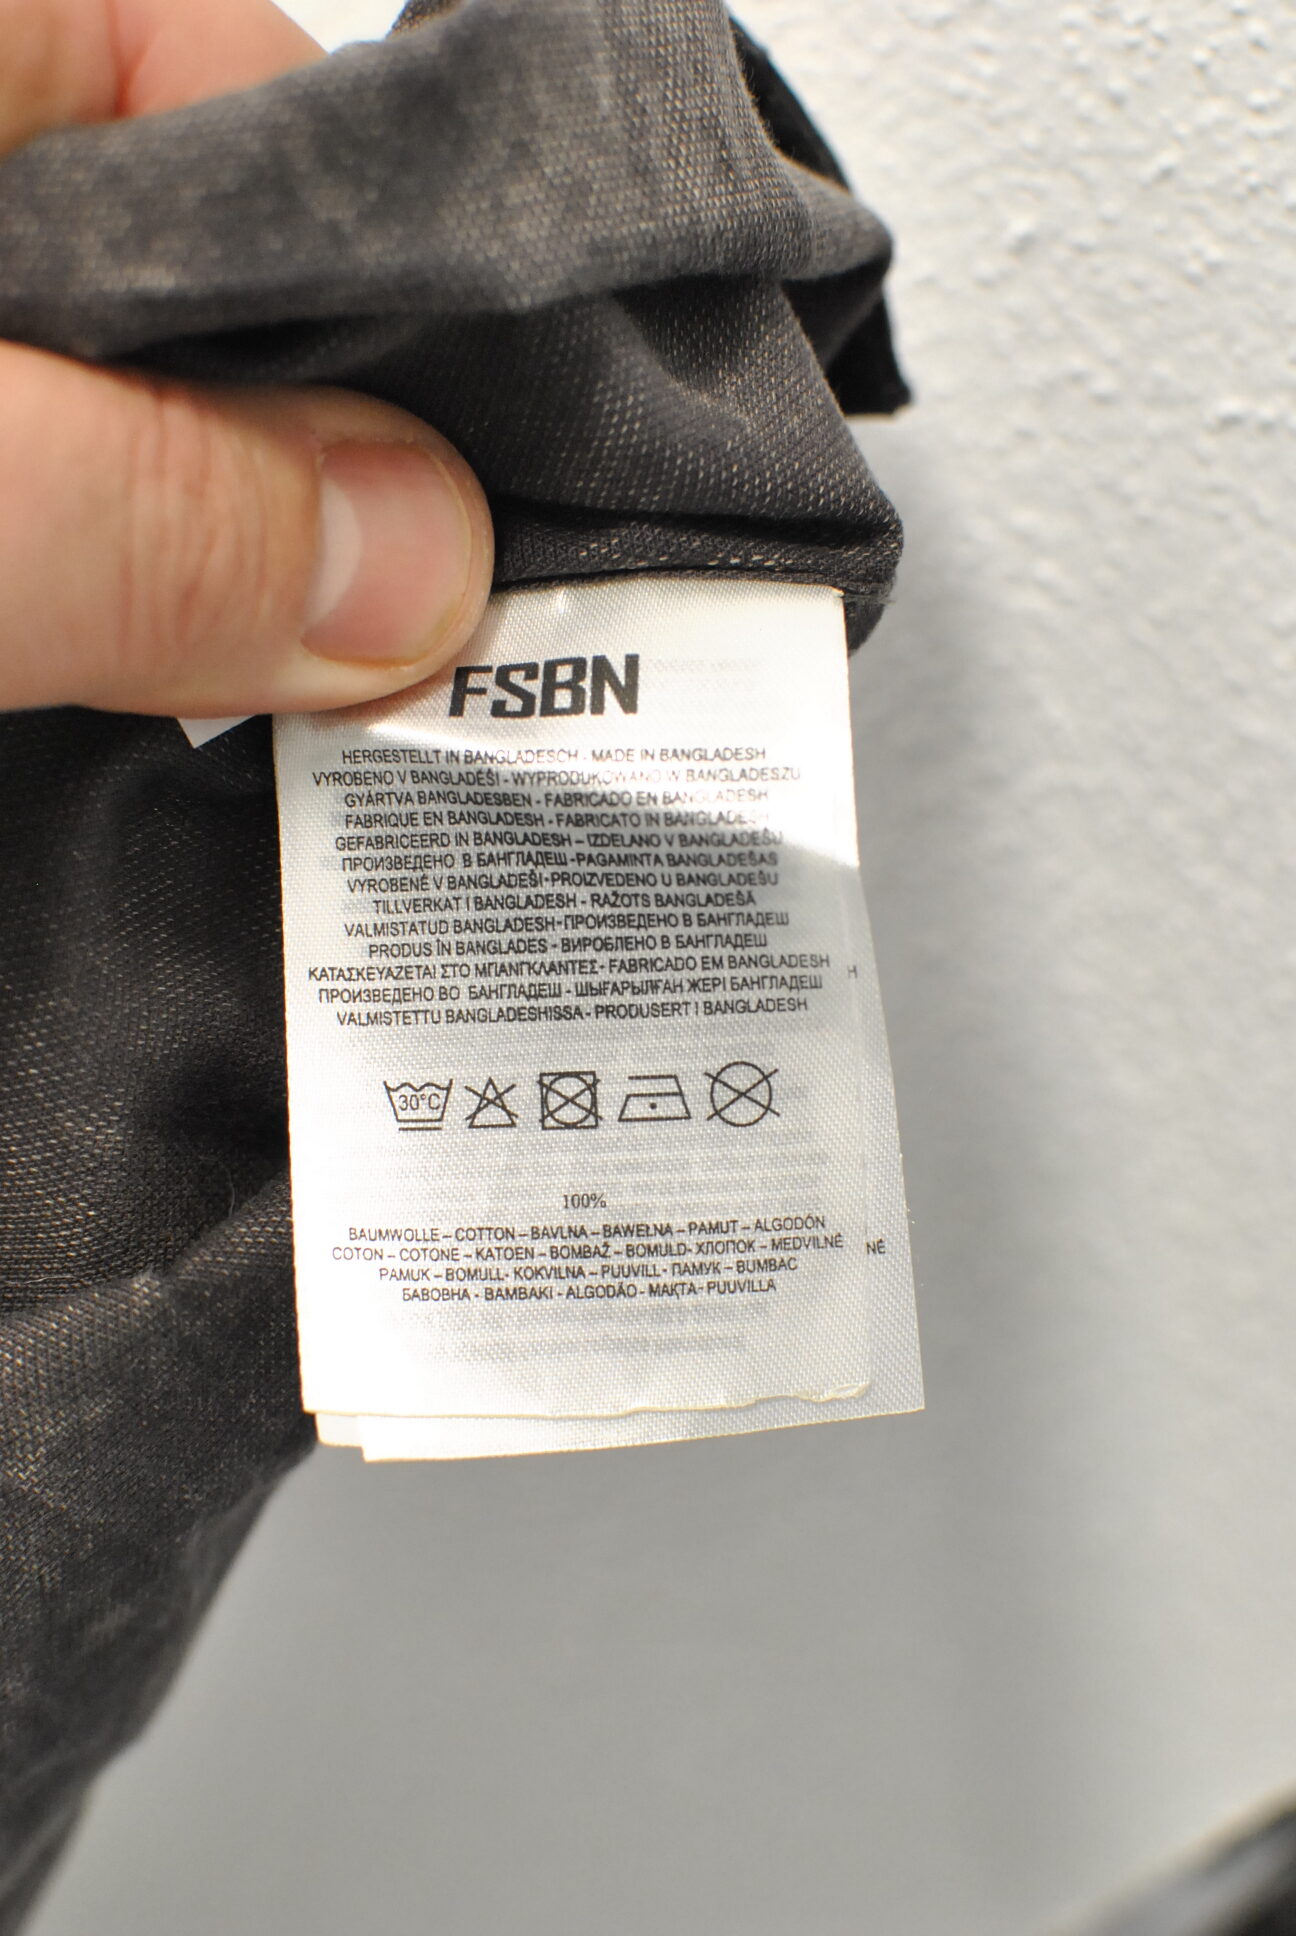 FSBN
HERGESTELLT IN BANGLADESCH - MADE IN BANGLADESH
VYROBENO V BANGLADÉŠI - WYPRODUKOWANO W BANGLADESZU
GYÁRTVA BANGLADESBEN - FABRICADO EN BANGLADESH
FABRIQUE EN BANGLADESH - FABRICATO IN BANGLADESH
GEFABRICEERD IN BANGLADESH – IZDELANO V BANGLADEŠU
ПРОИЗВЕДЕНО В БАНГЛАДЕШ - PAGAMINTA BANGLADEŠAS
VYROBENÉ V BANGLADEŠI - PROIZVEDENO U BANGLADEŠU
TILLVERKAT I BANGLADESH - RAŽOTS BANGLADEŠĀ
VALMISTATUD BANGLADESH - ПРОИЗВЕДЕНО В БАНГЛАДЕШ
PRODUS ÎN BANGLADES - ВИРОБЛЕНО В БАНГЛАДЕШ
ΚΑΤΑΣΚΕΥΑΖΕΤΑΙ ΣΤΟ ΜΠΑΝΓΚΛΑΝΤΕΣ - FABRICADO EM BANGLADESH
ПРОИЗВЕДЕНО ВО БАНГЛАДЕШ - ШЫҒАРЫЛҒАН ЖЕРІ БАНГЛАДЕШ
VALMISTETTU BANGLADESHISSA - PRODUSERT I BANGLADESH
30°C
100%
BAUMWOLLE – COTTON – BAVLNA – BAWEŁNA – PAMUT – ALGODÓN
COTON – COTONE – KATOEN – BOMBAŽ – BOMULD - ХЛОПОК – MEDVILNĖ
PAMUK – BOMULL - KOKVILNA – PUUVILL - ПАМУК – BUMBAC
БАВОВНА - BAMBAKI - ALGODÃO - МАҚТА - PUUVILLA